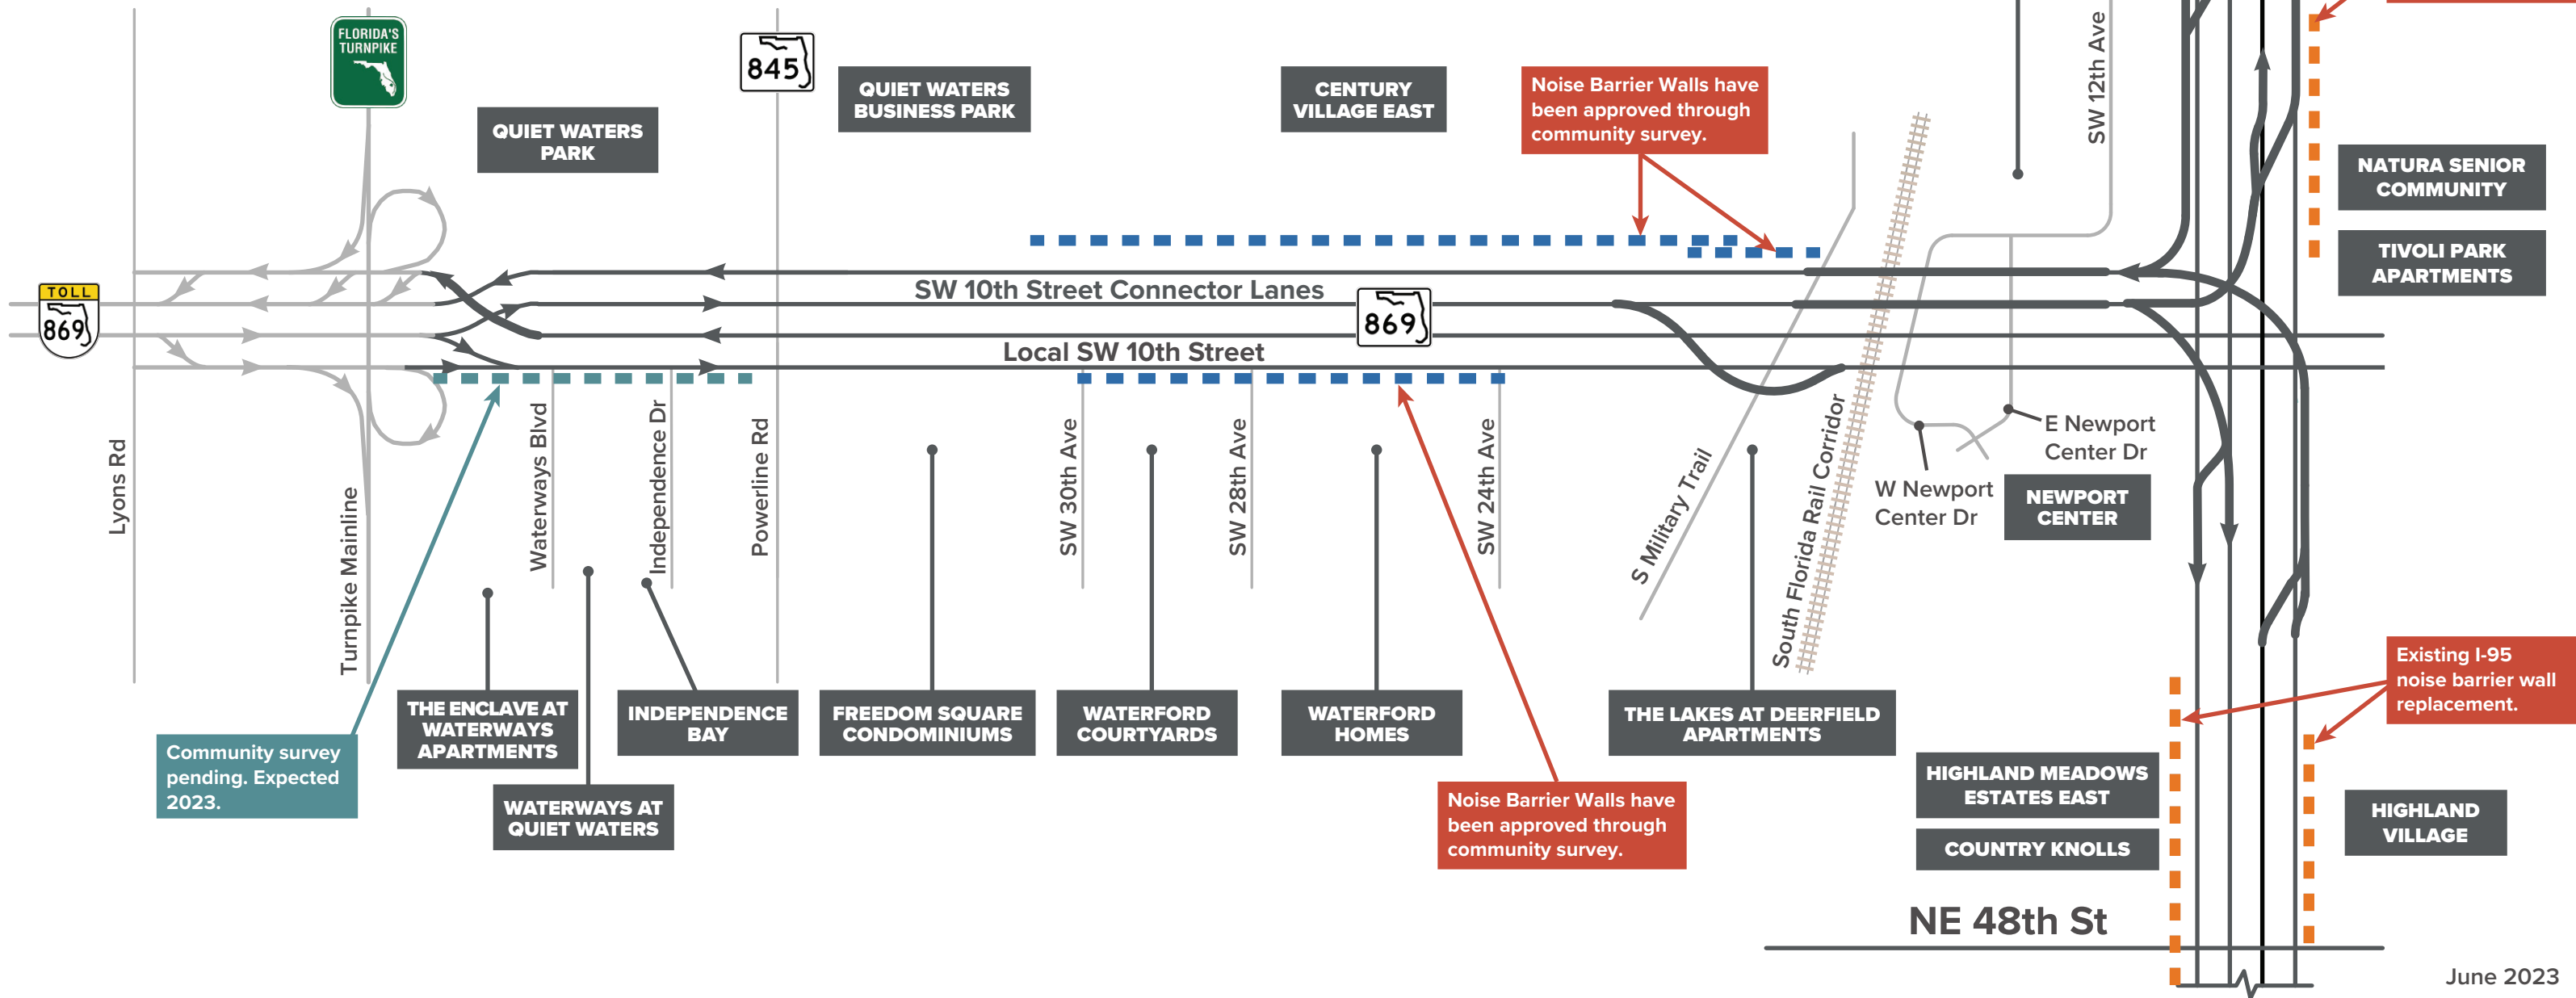 FLORIDA'S
TURNPIKE
845
QUIET WATERS
PARK
QUIET WATERS
BUSINESS PARK
CENTURY
VILLAGE EAST
Noise Barrier Walls have
been approved through
community survey.
SW 12th Ave
NATURA SENIOR
COMMUNITY
TIVOLI PARK
APARTMENTS
TOLL
869
SW 10th Street Connector Lanes
869
Local SW 10th Street
Lyons Rd
Turnpike Mainline
Waterways Blvd
Independence Dr
Powerline Rd
SW 30th Ave
SW 28th Ave
SW 24th Ave
S Military Trail
South Florida Rail Corridor
E Newport
Center Dr
W Newport
Center Dr
NEWPORT
CENTER
Community survey
pending. Expected
2023.
THE ENCLAVE AT
WATERWAYS
APARTMENTS
WATERWAYS AT
QUIET WATERS
INDEPENDENCE
BAY
FREEDOM SQUARE
CONDOMINIUMS
WATERFORD
COURTYARDS
WATERFORD
HOMES
THE LAKES AT DEERFIELD
APARTMENTS
Noise Barrier Walls have
been approved through
community survey.
Existing I-95
noise barrier wall
replacement.
HIGHLAND MEADOWS
ESTATES EAST
COUNTRY KNOLLS
HIGHLAND
VILLAGE
NE 48th St
June 2023